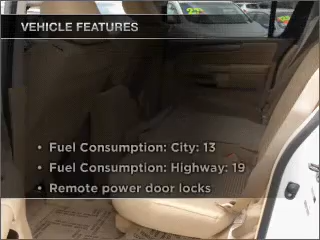 VEHICLE FEATURES
• Fuel Consumption: City: 13
• Fuel Consumption: Highway: 19
• Remote power door locks